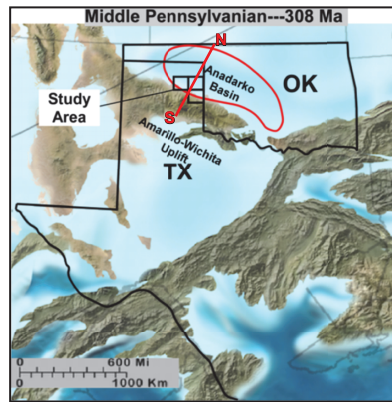 Middle Pennsylvanian---308 Ma
N
Anadarko
Basin
OK
Study
Area
S
Amarillo-Wichita
Uplift
TX
0 600 Mi
0 1000 Km